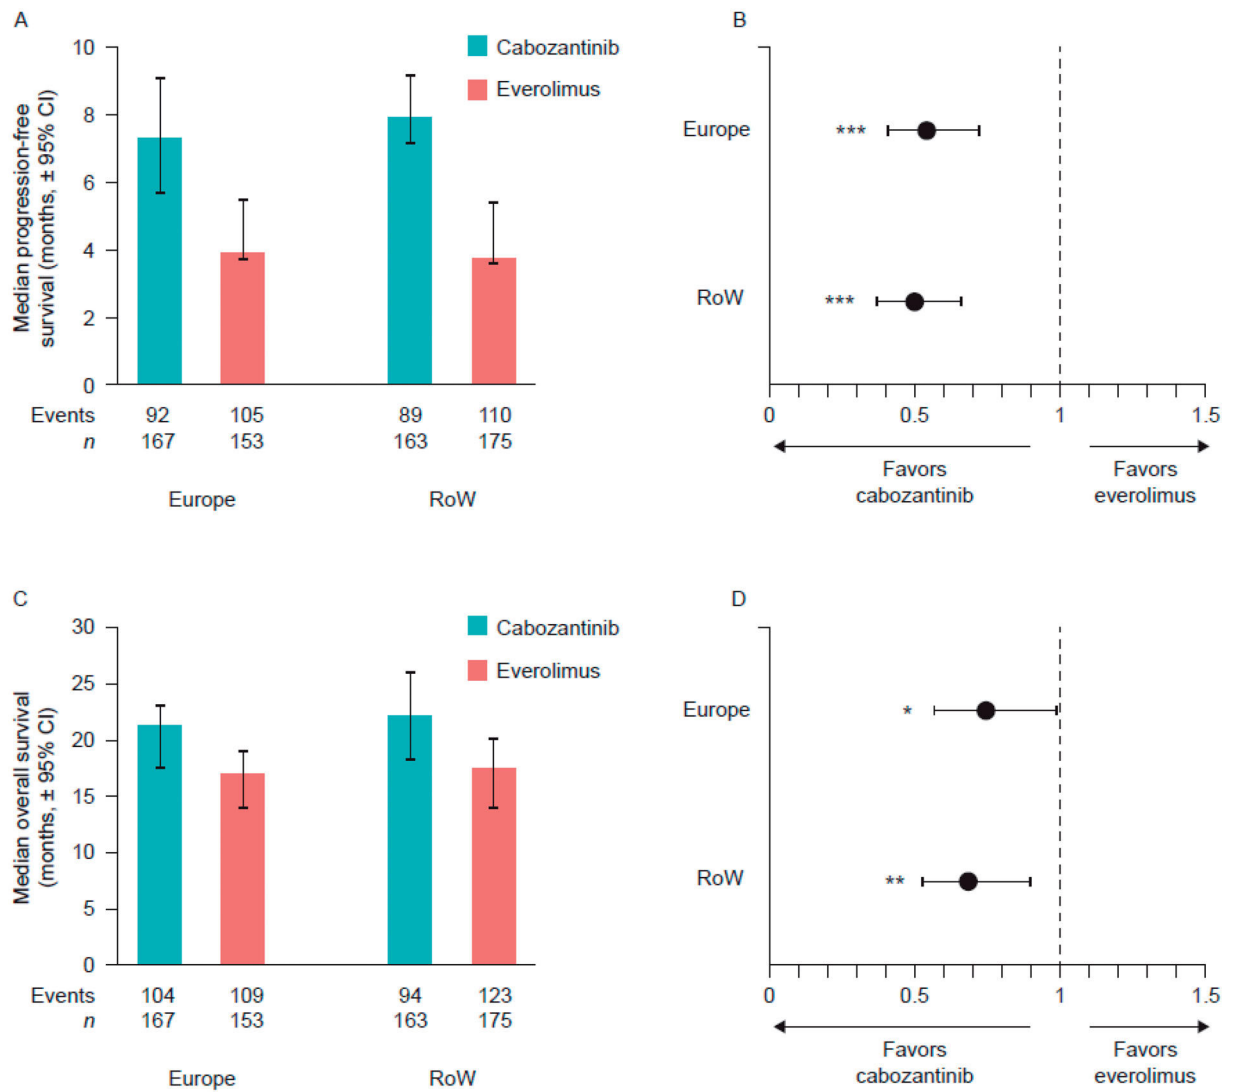 A
Median progression-free
survival (months, ± 95% CI)
10
8
6
4
2
0
Cabozantinib
Everolimus
Events 92 105 89 110
n 167 153 163 175
Europe RoW
B
Europe ***
RoW ***
0 0.5 1 1.5
Favors Favors
cabozantinib everolimus
C
Median overall survival
(months, ± 95% CI)
30
25
20
15
10
5
0
Cabozantinib
Everolimus
Events 104 109 94 123
n 167 153 163 175
Europe RoW
D
Europe *
RoW **
0 0.5 1 1.5
Favors Favors
cabozantinib everolimus